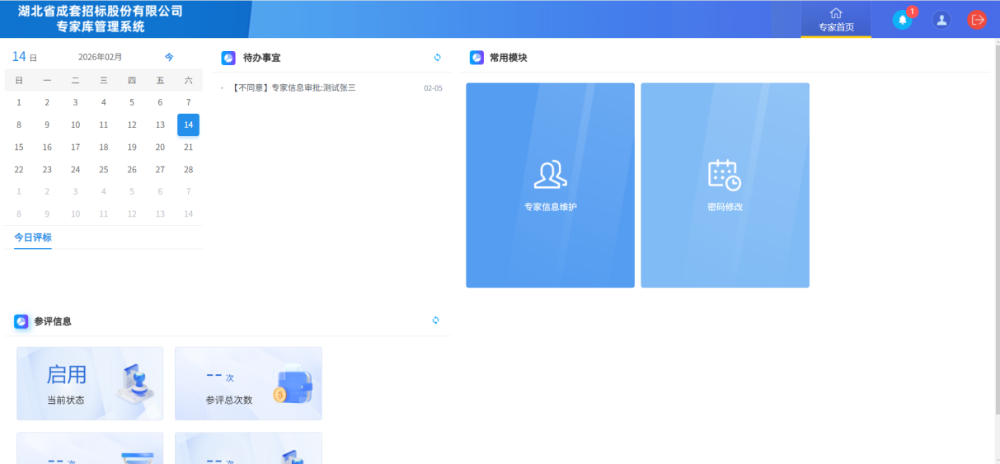 湖北省成套招标股份有限公司
专家库管理系统
专家首页
1
14 日
2026年02月
今
日 一 二 三 四 五 六
1 2 3 4 5 6 7
8 9 10 11 12 13 14
15 16 17 18 19 20 21
22 23 24 25 26 27 28
1 2 3 4 5 6 7
8 9 10 11 12 13 14
今日评标
待办事宜
【不同意】专家信息审批:测试张三 02-05
常用模块
专家信息维护
密码修改
参评信息
启用
当前状态
-- 次
参评总次数
-- 次
-- 次